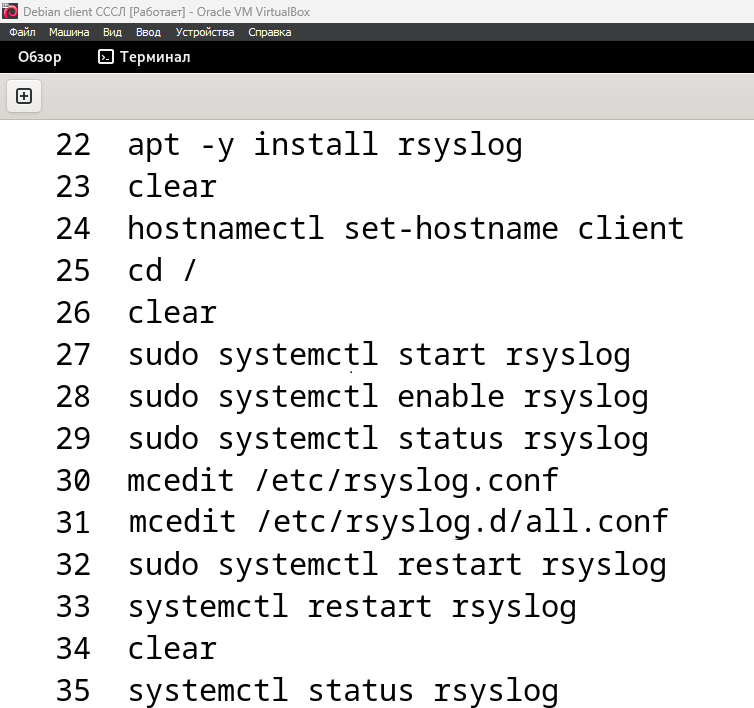 Debian client СССЛ [Работает] - Oracle VM VirtualBox
Файл Машина Вид Ввод Устройства Справка
Обзор Терминал
22 apt -y install rsyslog
23 clear
24 hostnamectl set-hostname client
25 cd /
26 clear
27 sudo systemctl start rsyslog
28 sudo systemctl enable rsyslog
29 sudo systemctl status rsyslog
30 mcedit /etc/rsyslog.conf
31 mcedit /etc/rsyslog.d/all.conf
32 sudo systemctl restart rsyslog
33 systemctl restart rsyslog
34 clear
35 systemctl status rsyslog